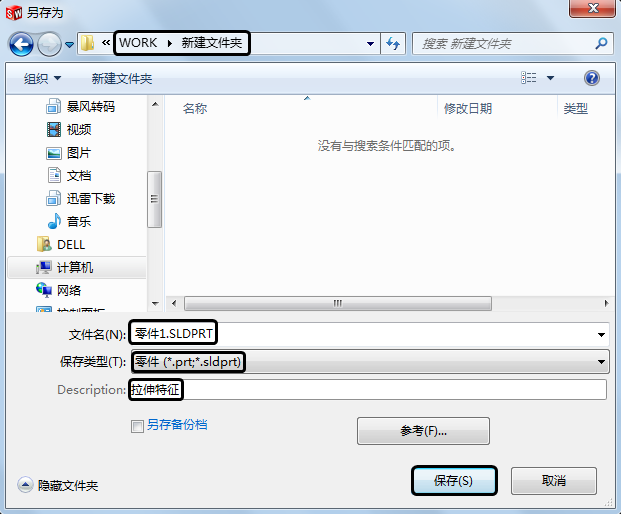 SW 另存为
« WORK ▸ 新建文件夹
搜索 新建文件夹
组织 新建文件夹
名称 修改日期 类型
没有与搜索条件匹配的项。
暴风转码
视频
图片
文档
迅雷下载
音乐
DELL
计算机
网络
控制面板
文件名(N): 零件1.SLDPRT
保存类型(T): 零件 (*.prt;*.sldprt)
Description: 拉伸特征
另存备份档
参考(F)...
隐藏文件夹
保存(S) 取消